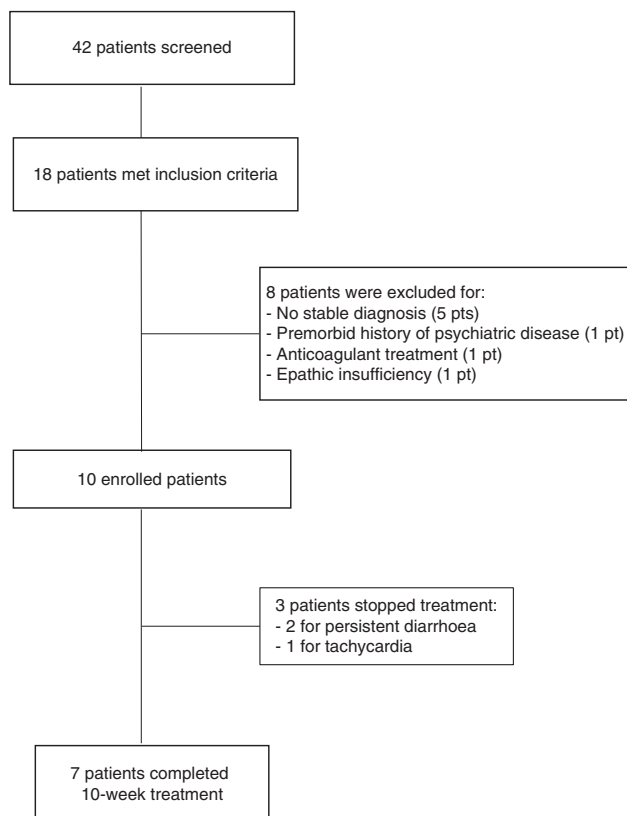 42 patients screened
18 patients met inclusion criteria
8 patients were excluded for:
- No stable diagnosis (5 pts)
- Premorbid history of psychiatric disease (1 pt)
- Anticoagulant treatment (1 pt)
- Epathic insufficiency (1 pt)
10 enrolled patients
3 patients stopped treatment:
- 2 for persistent diarrhoea
- 1 for tachycardia
7 patients completed
10-week treatment